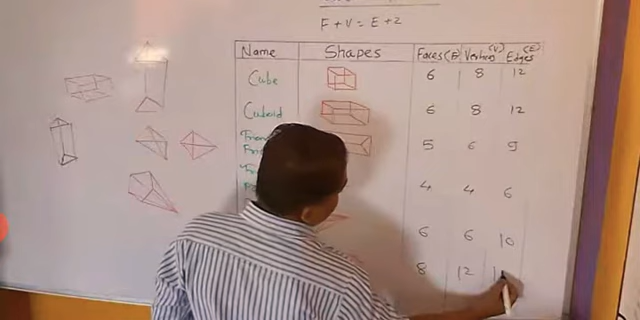 F + V = E + 2
Name Shapes Faces (F) Vertices (V) Edges (E)
Cube 6 8 12
Cuboid 6 8 12
5 6 9
4 4 6
6 6 10
8 12